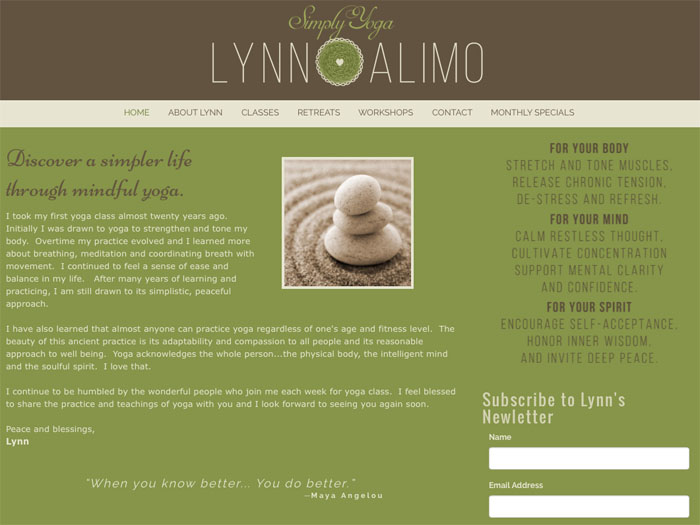 Simply Yoga
LYNN ALIMO
HOME ABOUT LYNN CLASSES RETREATS WORKSHOPS CONTACT MONTHLY SPECIALS
Discover a simpler life
through mindful yoga.
I took my first yoga class almost twenty years ago.
Initially I was drawn to yoga to strengthen and tone my
body.  Overtime my practice evolved and I learned more
about breathing, meditation and coordinating breath with
movement.  I continued to feel a sense of ease and
balance in my life.   After many years of learning and
practicing, I am still drawn to its simplistic, peaceful
approach.
I have also learned that almost anyone can practice yoga regardless of one's age and fitness level.  The
beauty of this ancient practice is its adaptability and compassion to all people and its reasonable
approach to well being.  Yoga acknowledges the whole person...the physical body, the intelligent mind
and the soulful spirit.  I love that.
I continue to be humbled by the wonderful people who join me each week for yoga class.  I feel blessed
to share the practice and teachings of yoga with you and I look forward to seeing you again soon.
Peace and blessings,
Lynn
"When you know better... You do better."
--Maya Angelou
FOR YOUR BODY
STRETCH AND TONE MUSCLES,
RELEASE CHRONIC TENSION,
DE-STRESS AND REFRESH.
FOR YOUR MIND
CALM RESTLESS THOUGHT,
CULTIVATE CONCENTRATION
SUPPORT MENTAL CLARITY
AND CONFIDENCE.
FOR YOUR SPIRIT
ENCOURAGE SELF-ACCEPTANCE,
HONOR INNER WISDOM,
AND INVITE DEEP PEACE.
Subscribe to Lynn's
Newletter
Name
Email Address